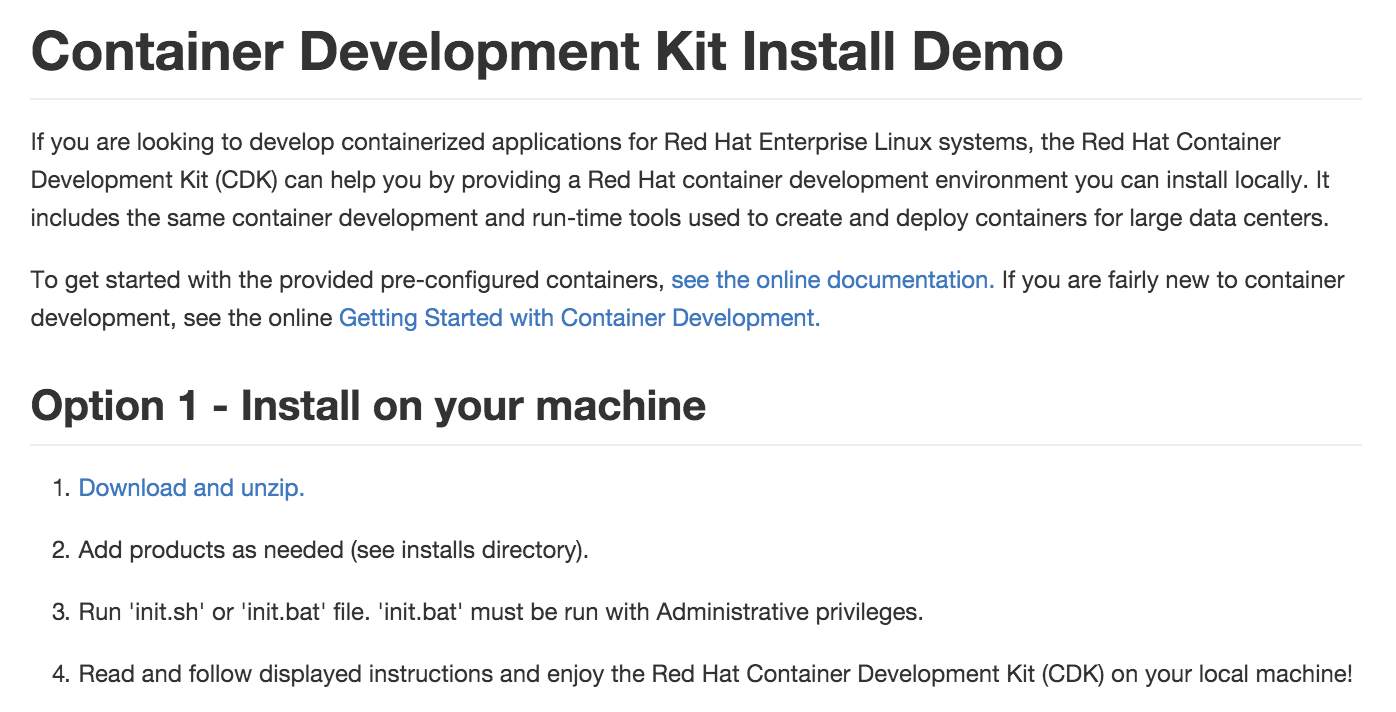 Container Development Kit Install Demo
If you are looking to develop containerized applications for Red Hat Enterprise Linux systems, the Red Hat Container
Development Kit (CDK) can help you by providing a Red Hat container development environment you can install locally. It
includes the same container development and run-time tools used to create and deploy containers for large data centers.
To get started with the provided pre-configured containers, see the online documentation. If you are fairly new to container
development, see the online Getting Started with Container Development.
Option 1 - Install on your machine
1. Download and unzip.
2. Add products as needed (see installs directory).
3. Run 'init.sh' or 'init.bat' file. 'init.bat' must be run with Administrative privileges.
4. Read and follow displayed instructions and enjoy the Red Hat Container Development Kit (CDK) on your local machine!